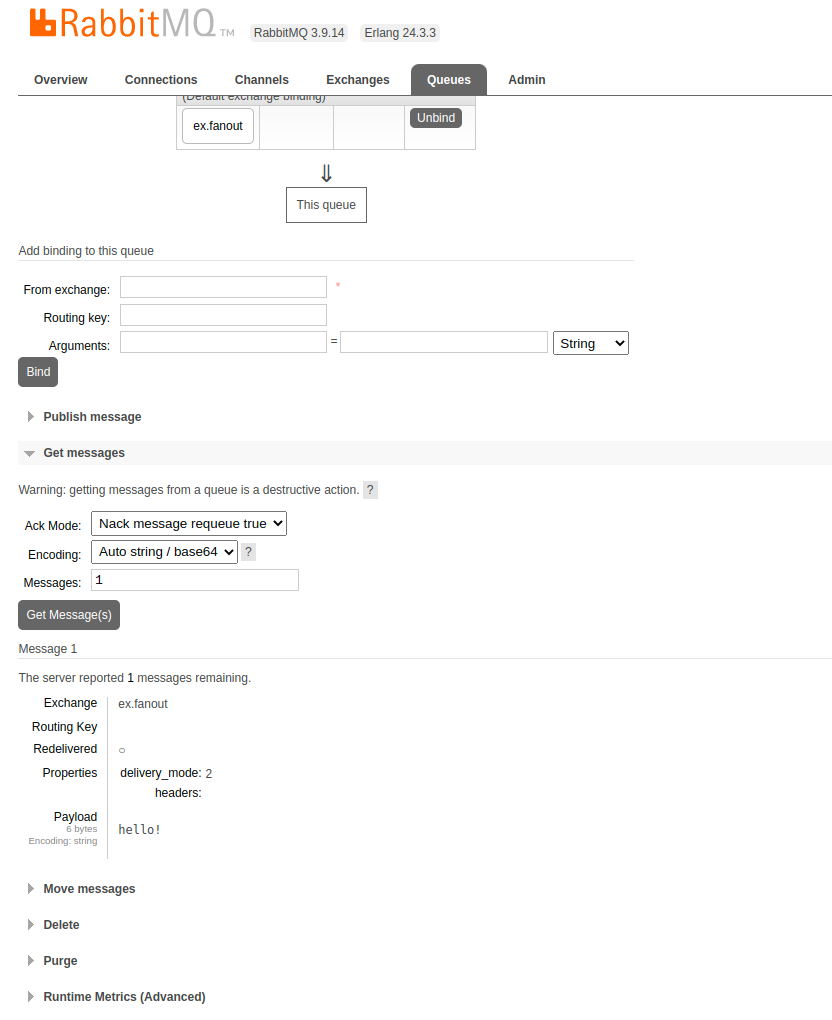 RabbitMQ TM RabbitMQ 3.9.14 Erlang 24.3.3
Overview Connections Channels Exchanges Queues Admin
(Default exchange binding)
ex.fanout Unbind
⇓
This queue
Add binding to this queue
From exchange: *
Routing key:
Arguments: = String
Bind
Publish message
Get messages
Warning: getting messages from a queue is a destructive action. ?
Ack Mode: Nack message requeue true
Encoding: Auto string / base64 ?
Messages: 1
Get Message(s)
Message 1
The server reported 1 messages remaining.
Exchange ex.fanout
Routing Key
Redelivered ○
Properties delivery_mode: 2
headers:
Payload
6 bytes
Encoding: string
hello!
Move messages
Delete
Purge
Runtime Metrics (Advanced)